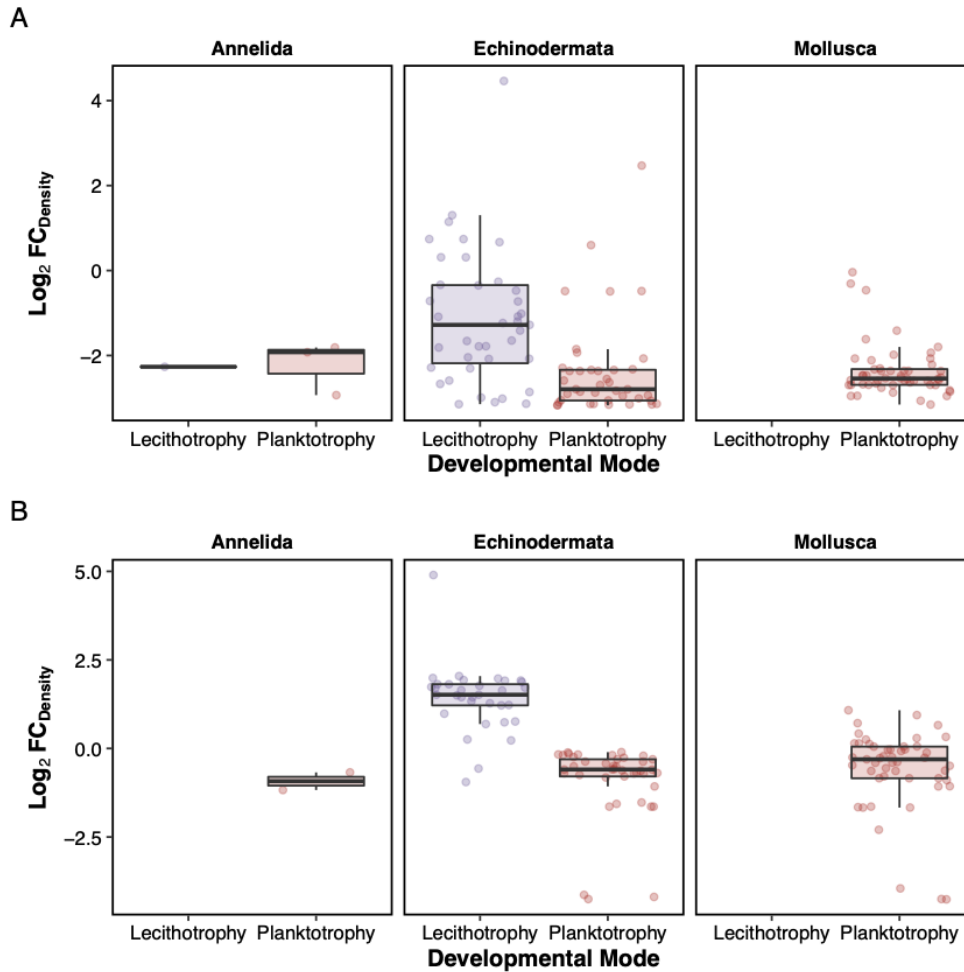 A
Annelida Echinodermata Mollusca
4
2
0
−2
Log2 FCDensity
Lecithotrophy Planktotrophy Lecithotrophy Planktotrophy Lecithotrophy Planktotrophy
Developmental Mode
B
Annelida Echinodermata Mollusca
5.0
2.5
0.0
−2.5
Log2 FCDensity
Lecithotrophy Planktotrophy Lecithotrophy Planktotrophy Lecithotrophy Planktotrophy
Developmental Mode